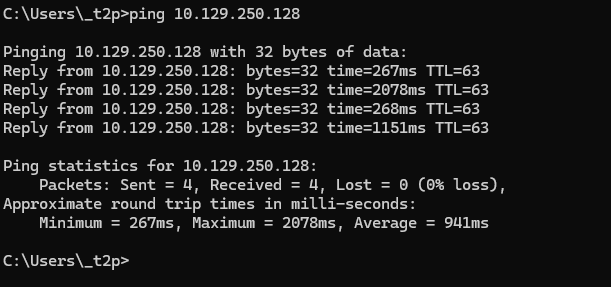 C:\Users\_t2p>ping 10.129.250.128
Pinging 10.129.250.128 with 32 bytes of data:
Reply from 10.129.250.128: bytes=32 time=267ms TTL=63
Reply from 10.129.250.128: bytes=32 time=2078ms TTL=63
Reply from 10.129.250.128: bytes=32 time=268ms TTL=63
Reply from 10.129.250.128: bytes=32 time=1151ms TTL=63
Ping statistics for 10.129.250.128:
    Packets: Sent = 4, Received = 4, Lost = 0 (0% loss),
Approximate round trip times in milli-seconds:
    Minimum = 267ms, Maximum = 2078ms, Average = 941ms
C:\Users\_t2p>